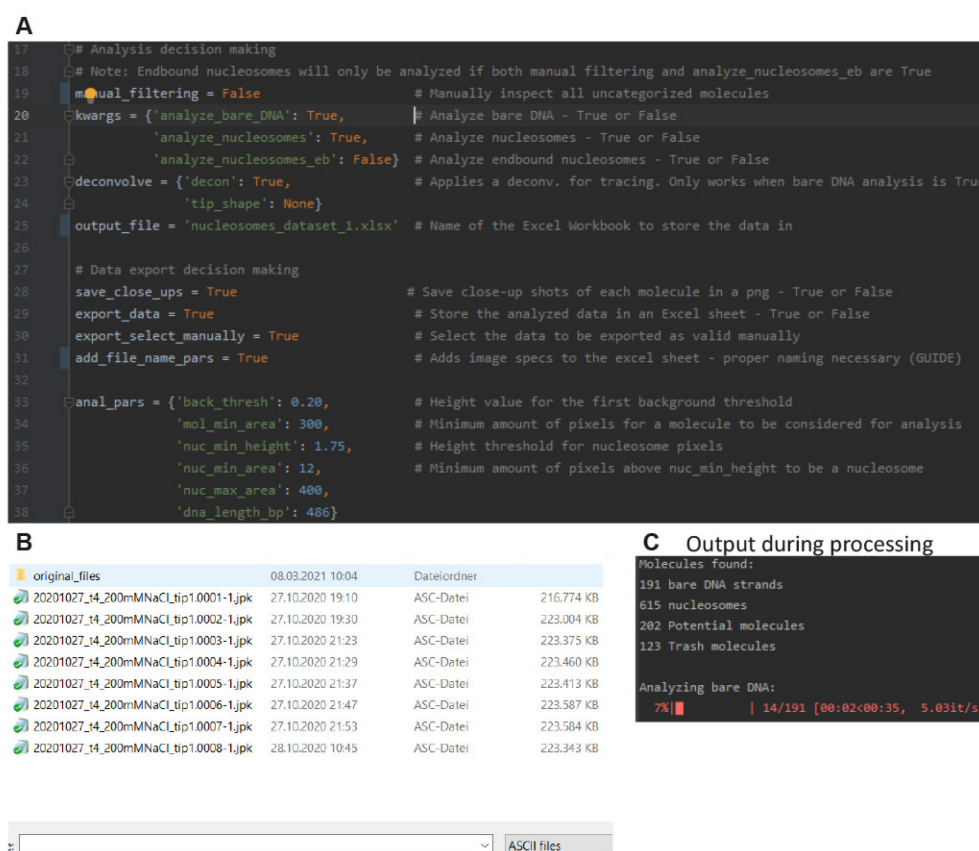 A
17 # Analysis decision making
18 # Note: Endbound nucleosomes will only be analyzed if both manual filtering and analyze_nucleosomes_eb are True
19 manual_filtering = False # Manually inspect all uncategorized molecules
20 kwargs = {'analyze_bare_DNA': True, # Analyze bare DNA - True or False
21 'analyze_nucleosomes': True, # Analyze nucleosomes - True or False
22 'analyze_nucleosomes_eb': False} # Analyze endbound nucleosomes - True or False
23 deconvolve = {'decon': True, # Applies a deconv. for tracing. Only works when bare DNA analysis is Tru
24 'tip_shape': None}
25 output_file = 'nucleosomes_dataset_1.xlsx' # Name of the Excel Workbook to store the data in
26
27 # Data export decision making
28 save_close_ups = True # Save close-up shots of each molecule in a png - True or False
29 export_data = True # Store the analyzed data in an Excel sheet - True or False
30 export_select_manually = True # Select the data to be exported as valid manually
31 add_file_name_pars = True # Adds image specs to the excel sheet - proper naming necessary (GUIDE)
32
33 anal_pars = {'back_thresh': 0.20, # Height value for the first background threshold
34 'mol_min_area': 300, # Minimum amount of pixels for a molecule to be considered for analysis
35 'nuc_min_height': 1.75, # Height threshold for nucleosome pixels
36 'nuc_min_area': 12, # Minimum amount of pixels above nuc_min_height to be a nucleosome
37 'nuc_max_area': 400,
38 'dna_length_bp': 486}
B
original_files 08.03.2021 10:04 Dateiordner
20201027_t4_200mMNaCl_tip1.0001-1.jpk 27.10.2020 19:10 ASC-Datei 216.774 KB
20201027_t4_200mMNaCl_tip1.0002-1.jpk 27.10.2020 19:30 ASC-Datei 223.004 KB
20201027_t4_200mMNaCl_tip1.0003-1.jpk 27.10.2020 21:23 ASC-Datei 223.375 KB
20201027_t4_200mMNaCl_tip1.0004-1.jpk 27.10.2020 21:29 ASC-Datei 223.460 KB
20201027_t4_200mMNaCl_tip1.0005-1.jpk 27.10.2020 21:37 ASC-Datei 223.413 KB
20201027_t4_200mMNaCl_tip1.0006-1.jpk 27.10.2020 21:47 ASC-Datei 223.587 KB
20201027_t4_200mMNaCl_tip1.0007-1.jpk 27.10.2020 21:53 ASC-Datei 223.584 KB
20201027_t4_200mMNaCl_tip1.0008-1.jpk 28.10.2020 10:45 ASC-Datei 223.343 KB
ASCII files
C Output during processing
Molecules found:
191 bare DNA strands
615 nucleosomes
202 Potential molecules
123 Trash molecules
Analyzing bare DNA:
7%| | 14/191 [00:02<00:35, 5.03it/s